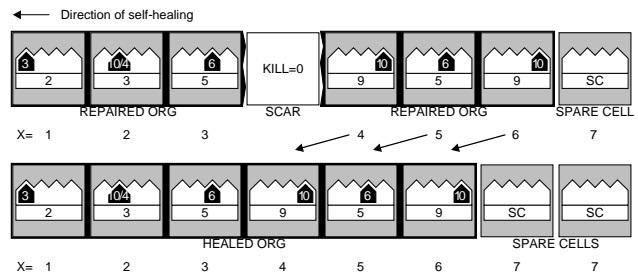 Direction of self-healing
3 10/4 6 KILL=0 10 6 10
2 3 5 9 5 9 SC
REPAIRED ORG SCAR REPAIRED ORG SPARE CELL
X= 1 2 3 4 5 6 7
3 10/4 6 10 6 10
2 3 5 9 5 9 SC SC
HEALED ORG SPARE CELLS
X= 1 2 3 4 5 6 7 7